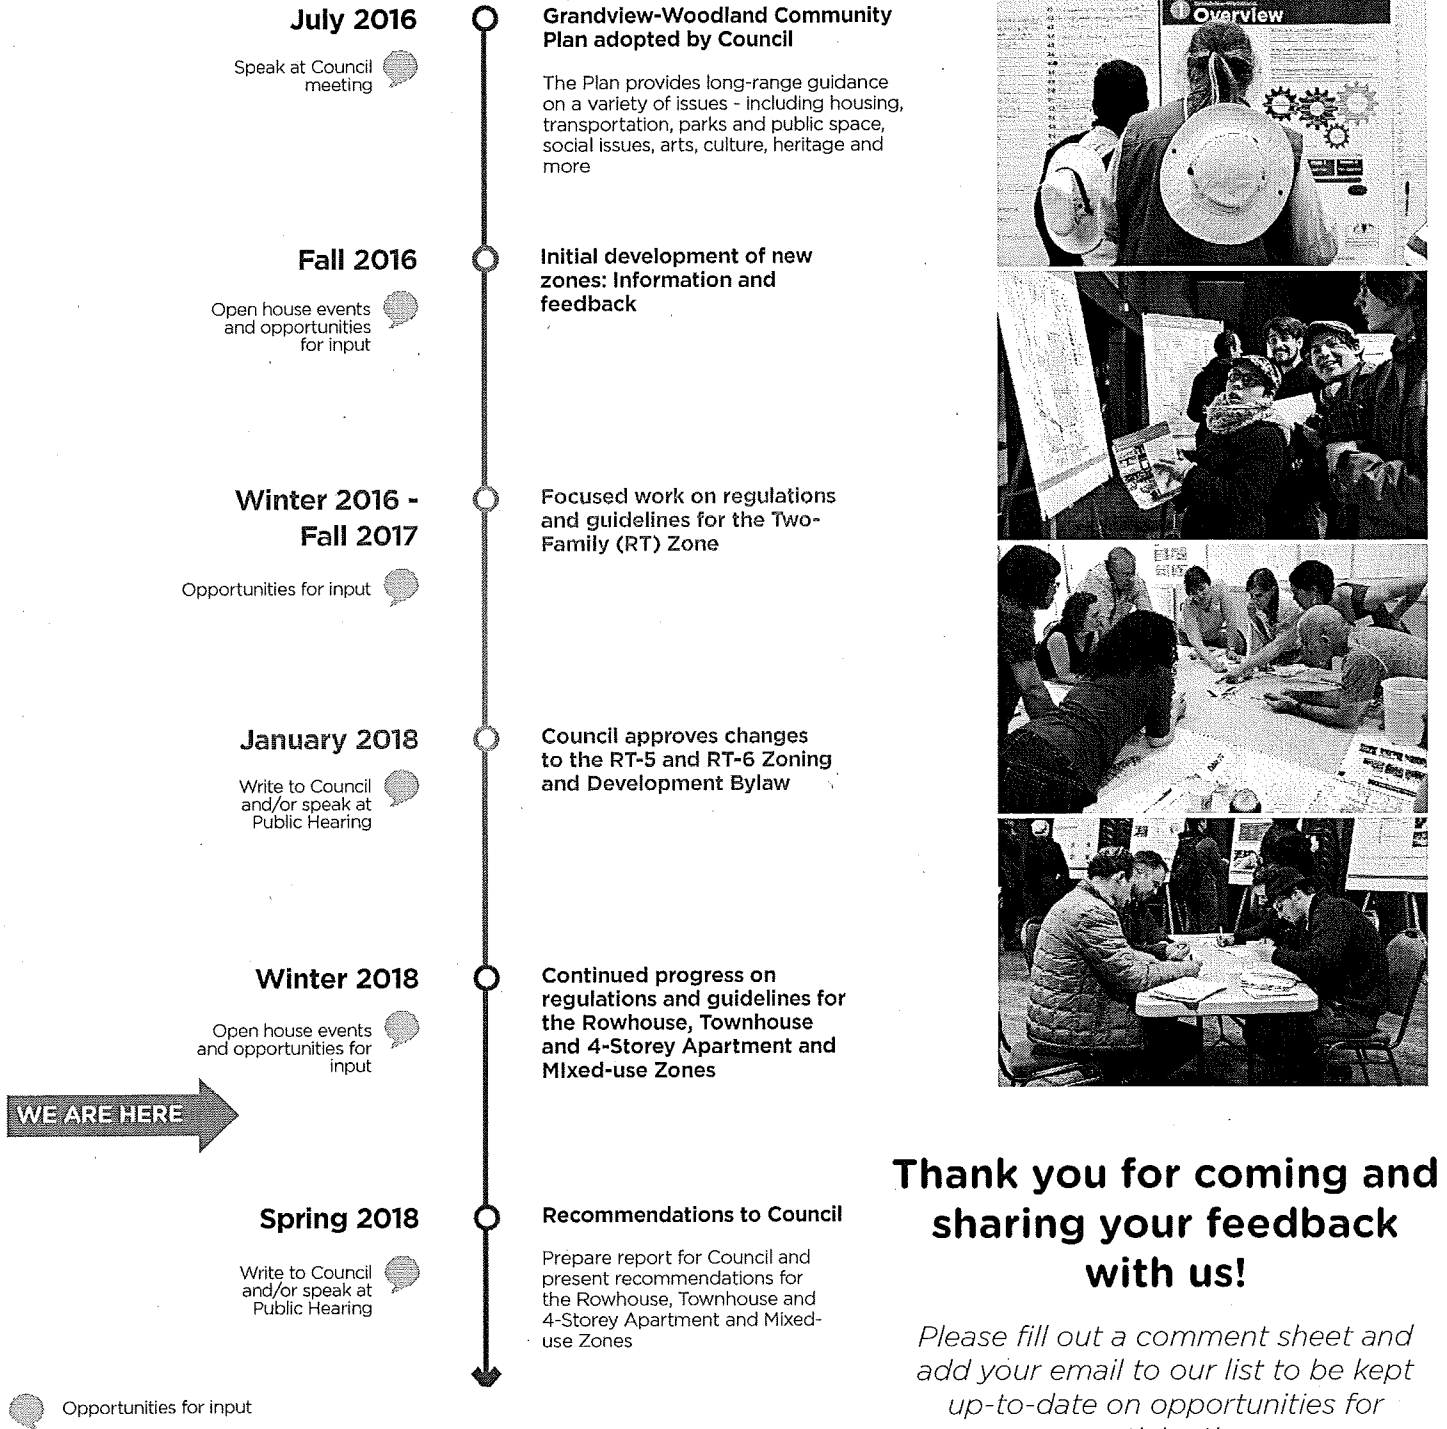 July 2016
Speak at Council
meeting
Grandview-Woodland Community
Plan adopted by Council
The Plan provides long-range guidance
on a variety of issues - including housing,
transportation, parks and public space,
social issues, arts, culture, heritage and
more
Fall 2016
Open house events
and opportunities
for input
Initial development of new
zones: Information and
feedback
Winter 2016 -
Fall 2017
Opportunities for input
Focused work on regulations
and guidelines for the Two-
Family (RT) Zone
January 2018
Write to Council
and/or speak at
Public Hearing
Council approves changes
to the RT-5 and RT-6 Zoning
and Development Bylaw
Winter 2018
Open house events
and opportunities for
input
Continued progress on
regulations and guidelines for
the Rowhouse, Townhouse
and 4-Storey Apartment and
Mixed-use Zones
WE ARE HERE
Spring 2018
Write to Council
and/or speak at
Public Hearing
Recommendations to Council
Prepare report for Council and
present recommendations for
the Rowhouse, Townhouse and
4-Storey Apartment and Mixed-
use Zones
Opportunities for input
1 Overview
Thank you for coming and
sharing your feedback
with us!
Please fill out a comment sheet and
add your email to our list to be kept
up-to-date on opportunities for